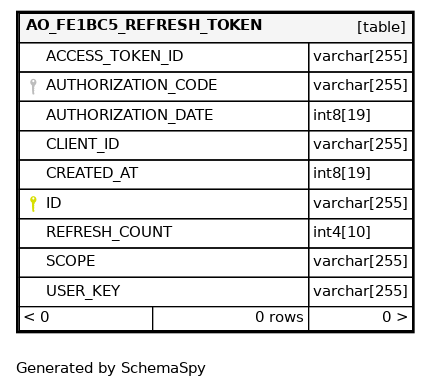 AO_FE1BC5_REFRESH_TOKEN [table]
ACCESS_TOKEN_ID varchar[255]
AUTHORIZATION_CODE varchar[255]
AUTHORIZATION_DATE int8[19]
CLIENT_ID varchar[255]
CREATED_AT int8[19]
ID varchar[255]
REFRESH_COUNT int4[10]
SCOPE varchar[255]
USER_KEY varchar[255]
< 0 0 rows 0 >
Generated by SchemaSpy